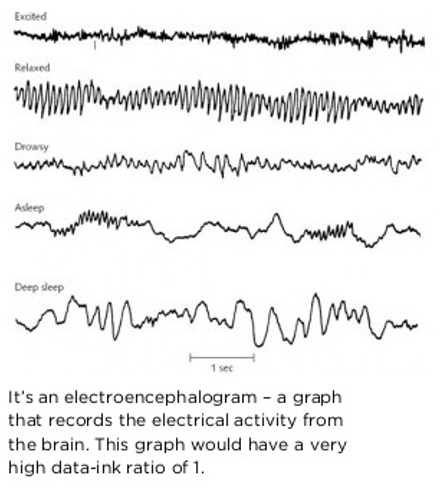 Excited
Relaxed
Drowsy
Asleep
Deep sleep
1 sec
It's an electroencephalogram – a graph
that records the electrical activity from
the brain. This graph would have a very
high data-ink ratio of 1.